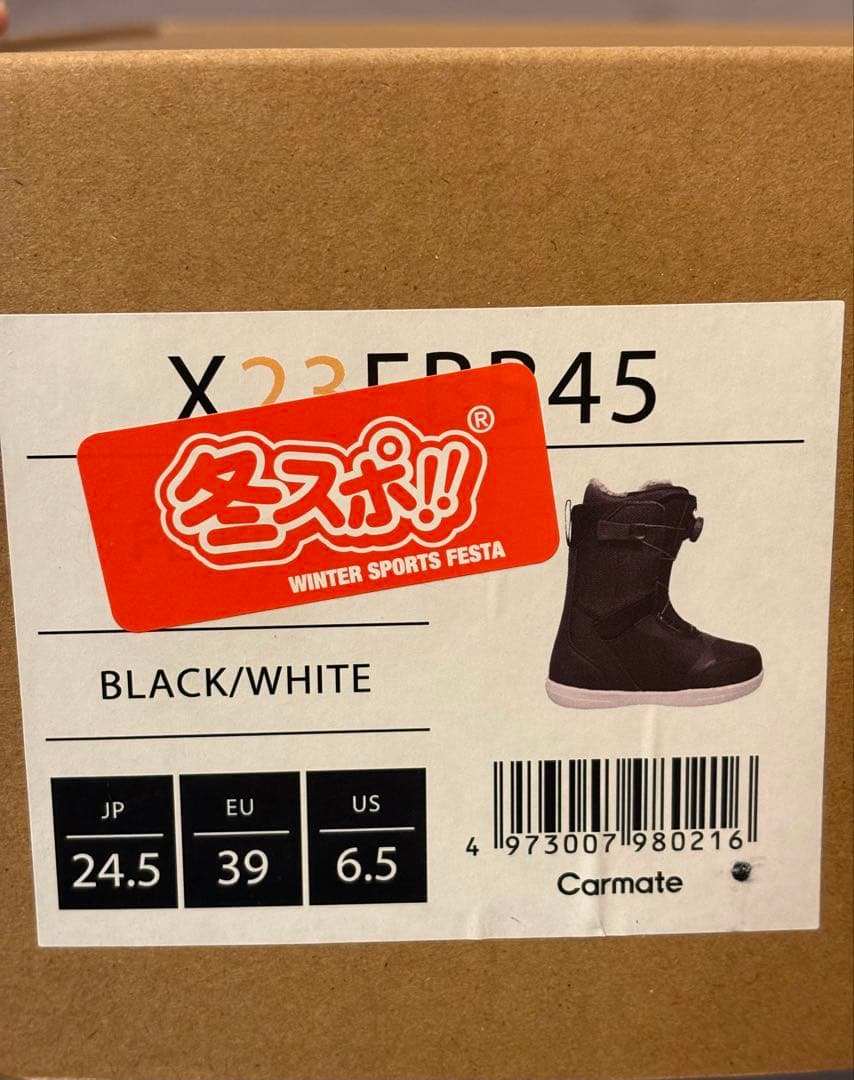 45
冬スポ!!®
WINTER SPORTS FESTA
BLACK/WHITE
JP EU US
24.5 39 6.5
4 973007 980216
Carmate